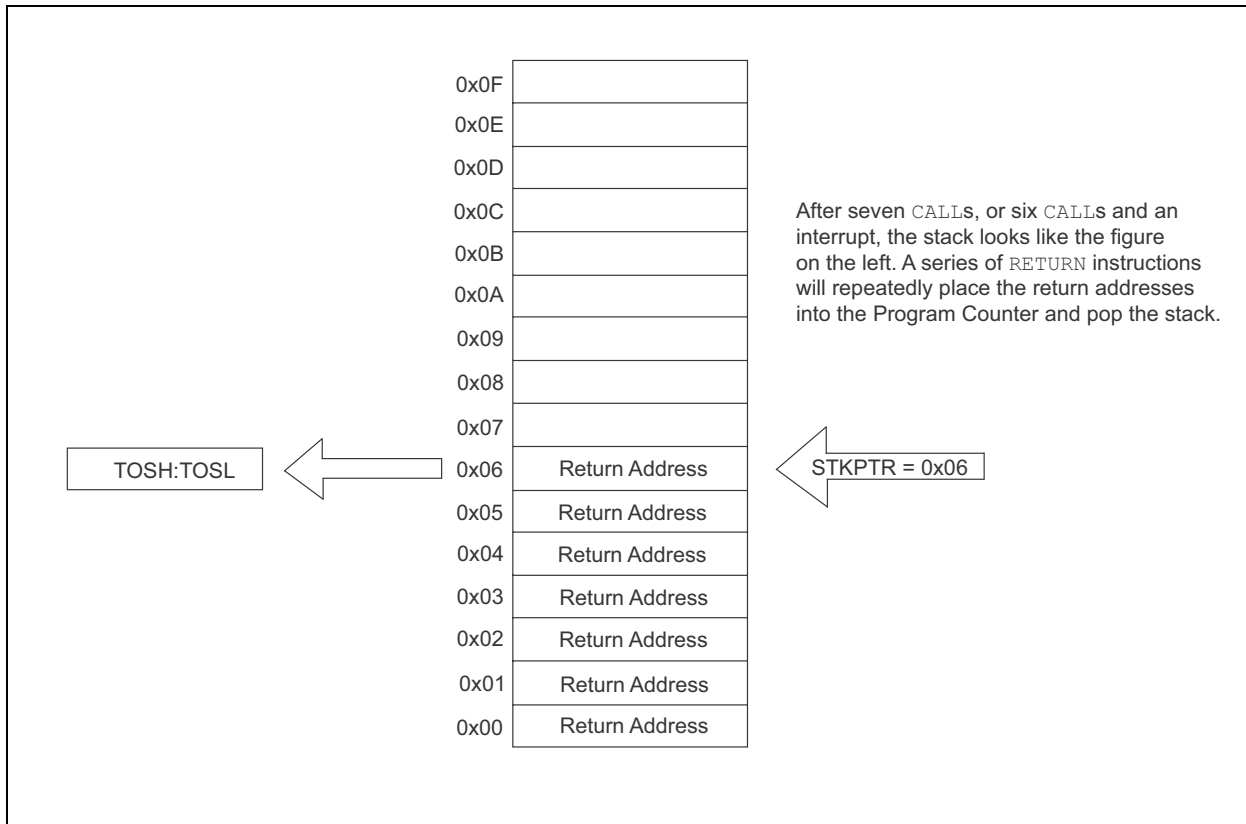 0x0F
0x0E
0x0D
0x0C
0x0B
0x0A
0x09
0x08
0x07
After seven CALLs, or six CALLs and an
interrupt, the stack looks like the figure
on the left. A series of RETURN instructions
will repeatedly place the return addresses
into the Program Counter and pop the stack.
TOSH:TOSL
0x06 Return Address
STKPTR = 0x06
0x05 Return Address
0x04 Return Address
0x03 Return Address
0x02 Return Address
0x01 Return Address
0x00 Return Address